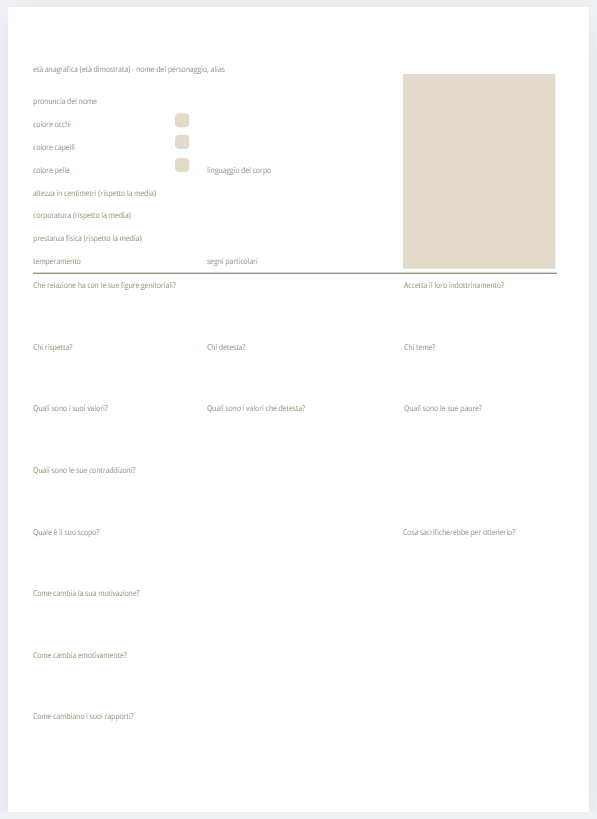 età anagrafica (età dimostrata) - nome del personaggio, alias
pronuncia del nome
colore occhi
colore capelli
colore pelle
linguaggio del corpo
altezza in centimetri (rispetto la media)
corporatura (rispetto la media)
prestanza fisica (rispetto la media)
temperamento
segni particolari
Che relazione ha con le sue figure genitoriali?
Accetta il loro indottrinamento?
Chi rispetta?
Chi detesta?
Chi teme?
Quali sono i suoi valori?
Quali sono i valori che detesta?
Quali sono le sue paure?
Quali sono le sue contraddizoni?
Quale è il suo scopo?
Cosa sacrificherebbe per ottenerlo?
Come cambia la sua motivazione?
Come cambia emotivamente?
Come cambiano i suoi rapporti?